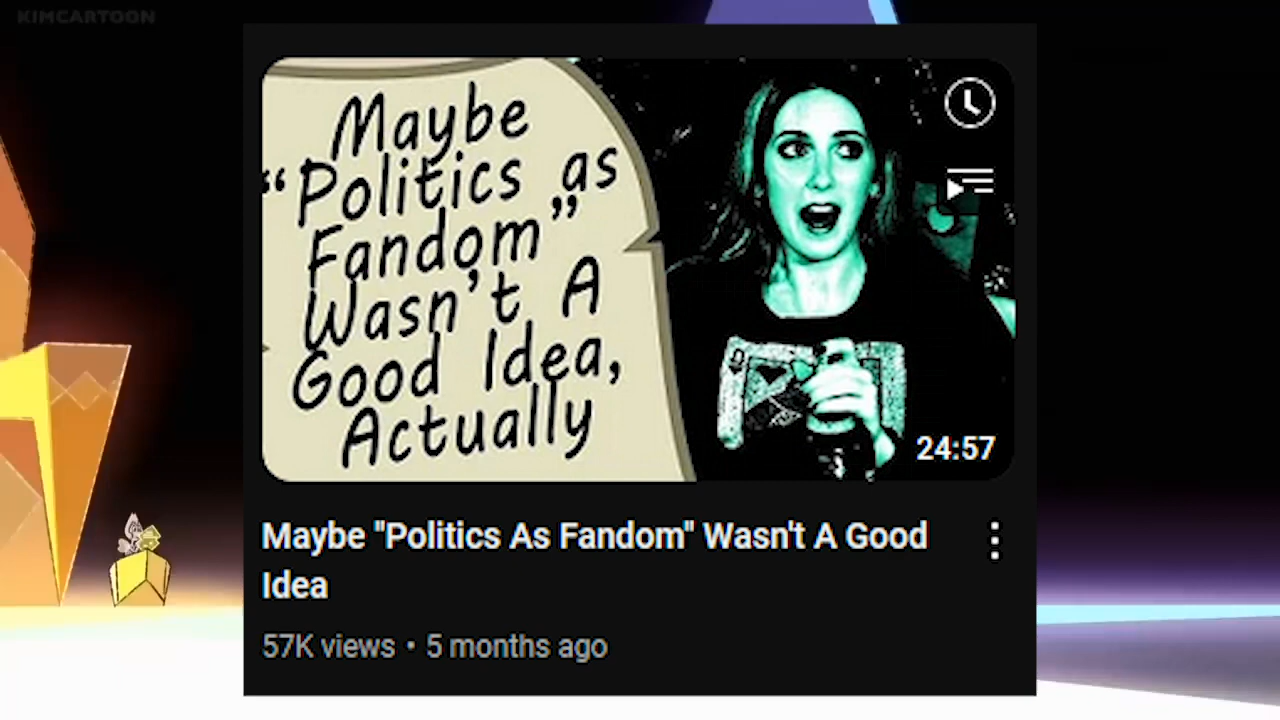 KIMCARTOON
Maybe
“Politics as
Fandom”
Wasn't A
Good Idea,
Actually
24:57
Maybe "Politics As Fandom" Wasn't A Good
Idea
57K views • 5 months ago